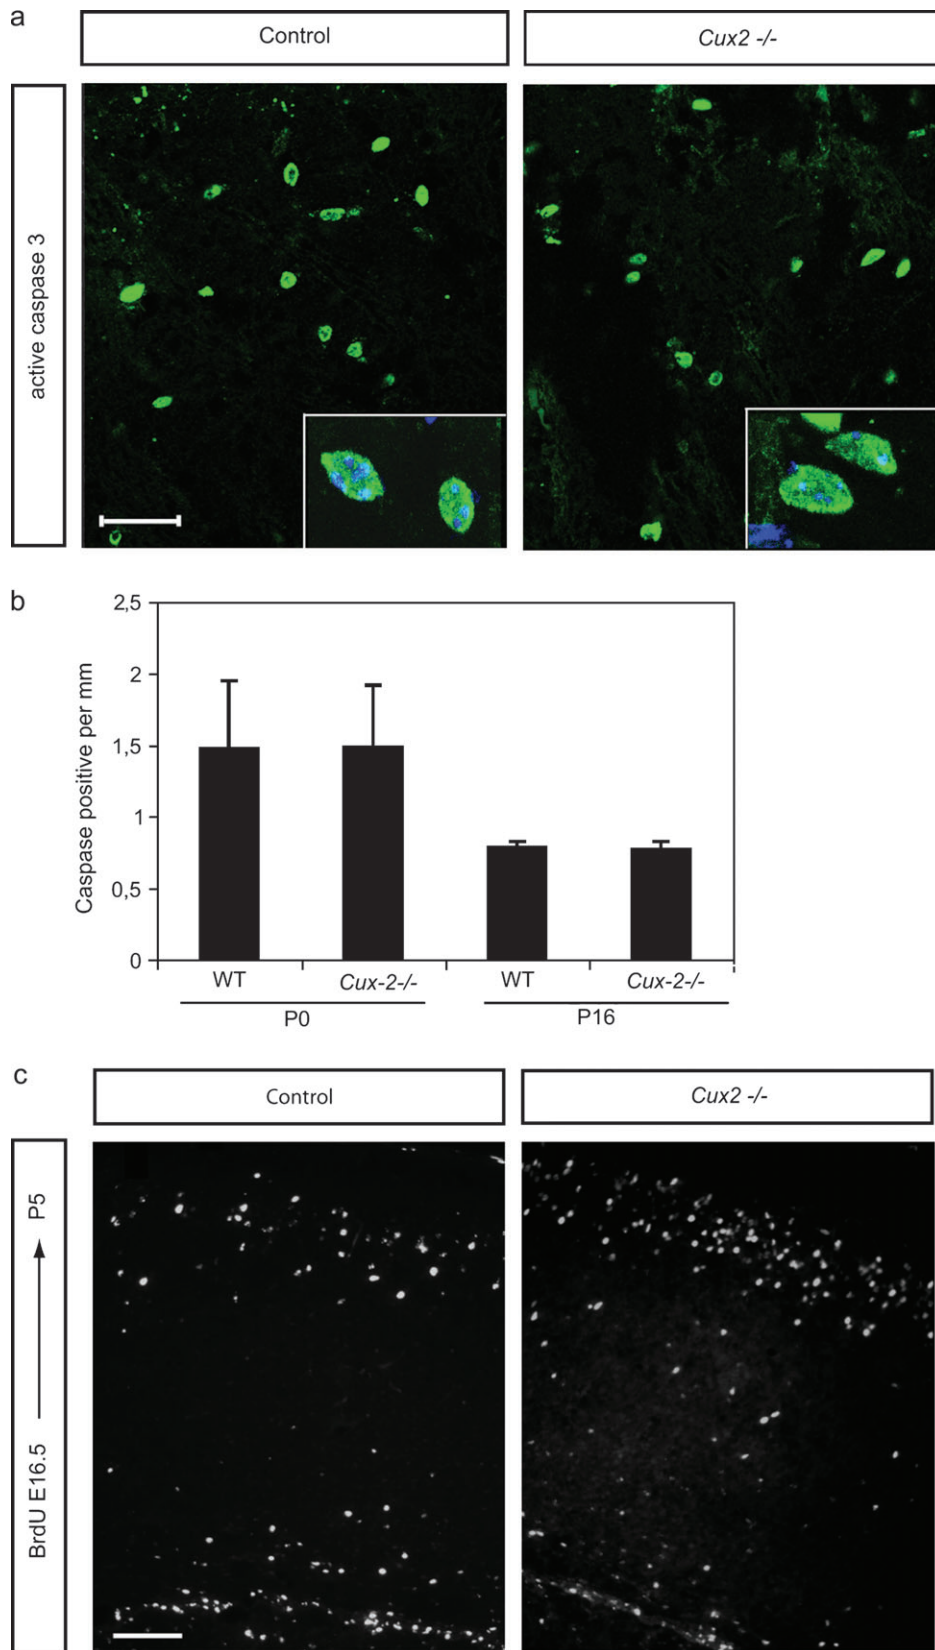 a
Control
Cux2 -/-
active caspase 3
b
Caspase positive per mm
2,5
2
1,5
1
0,5
0
WT
Cux-2-/-
WT
Cux-2-/-
P0
P16
c
Control
Cux2 -/-
BrdU E16.5
P5